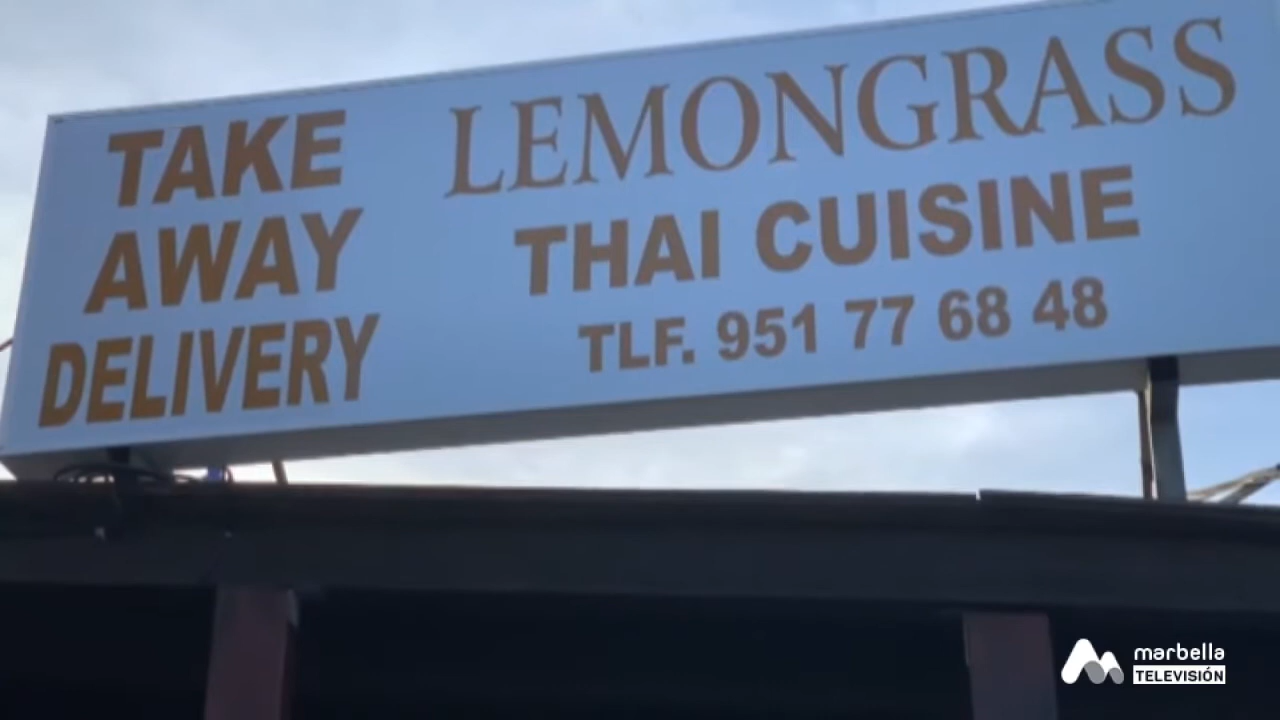 TAKE
AWAY
DELIVERY
LEMONGRASS
THAI CUISINE
TLF. 951 77 68 48
marbella
TELEVISIÓN